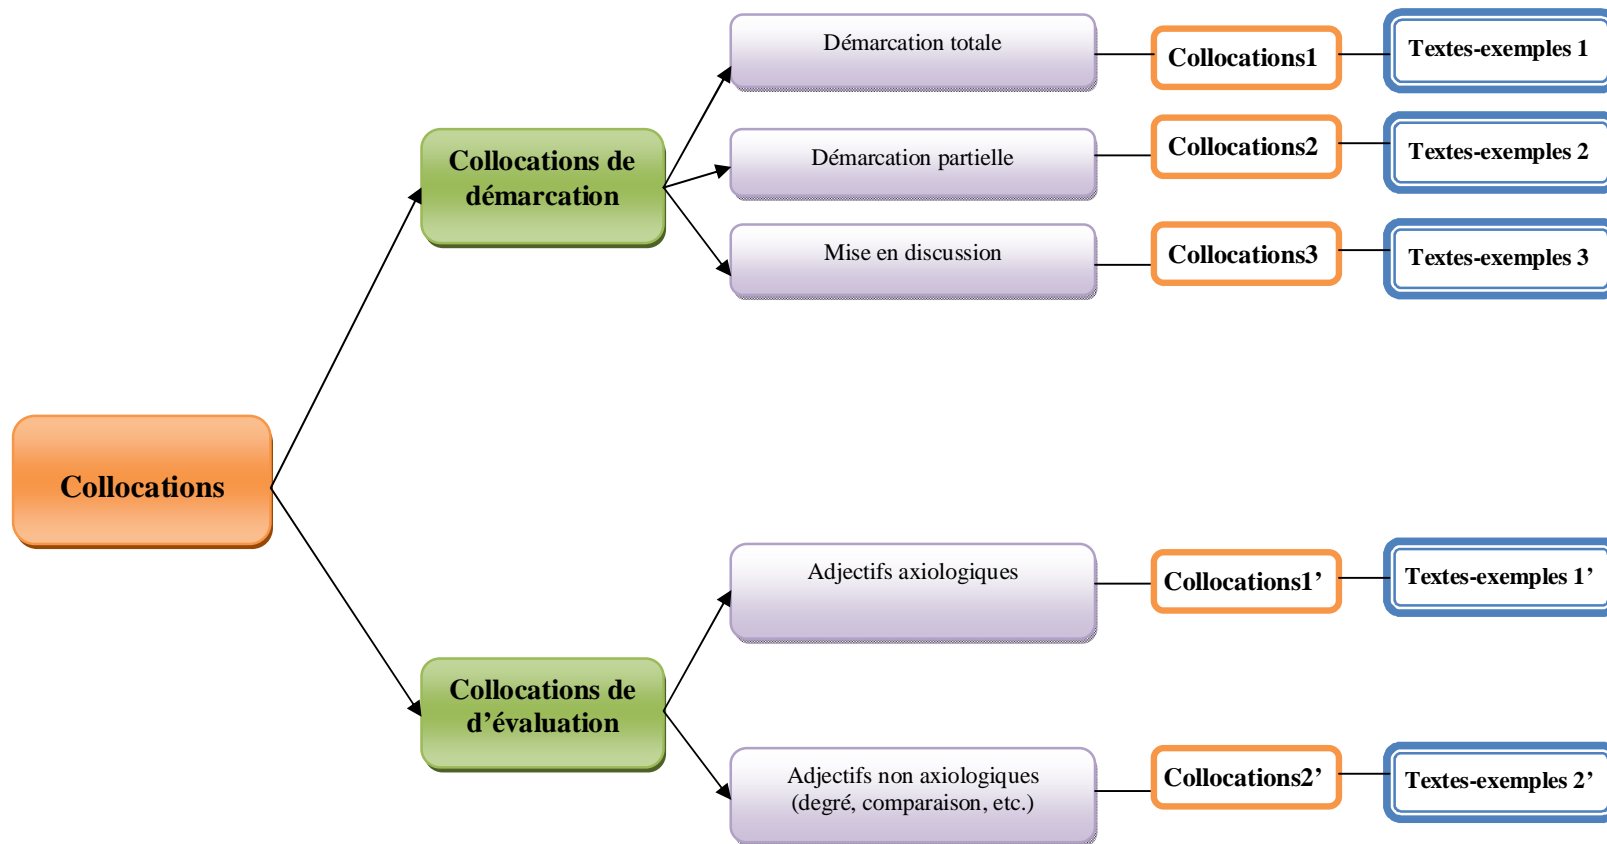 Démarcation totale
Collocations1
Textes-exemples 1
Collocations de
démarcation
Démarcation partielle
Collocations2
Textes-exemples 2
Mise en discussion
Collocations3
Textes-exemples 3
Collocations
Adjectifs axiologiques
Collocations1’
Textes-exemples 1’
Collocations de
d’évaluation
Adjectifs non axiologiques
(degré, comparaison, etc.)
Collocations2’
Textes-exemples 2’